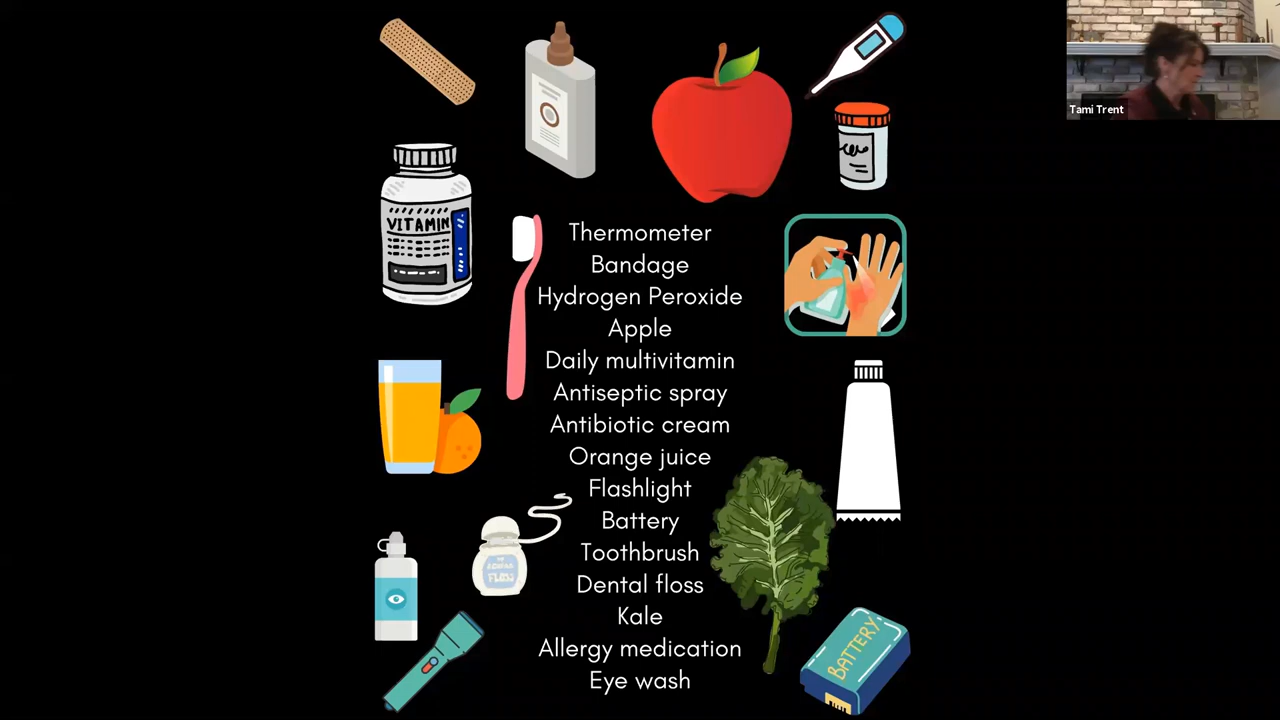 Tami Trent
VITAMIN
Thermometer
Bandage
Hydrogen Peroxide
Apple
Daily multivitamin
Antiseptic spray
Antibiotic cream
Orange juice
Flashlight
Battery
Toothbrush
Dental floss
Kale
Allergy medication
Eye wash
FLOSS
BATTERY